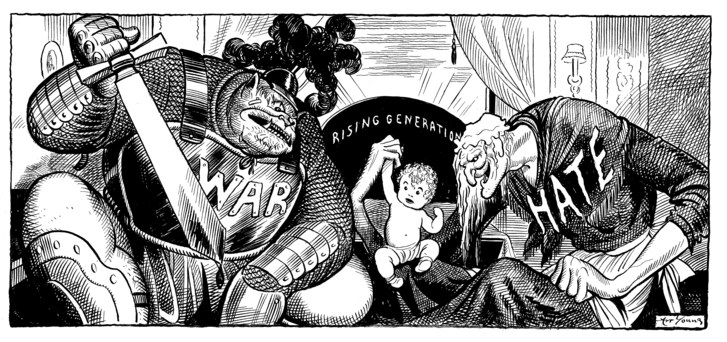 RISING GENERATION
WAR
HATE
Art Young